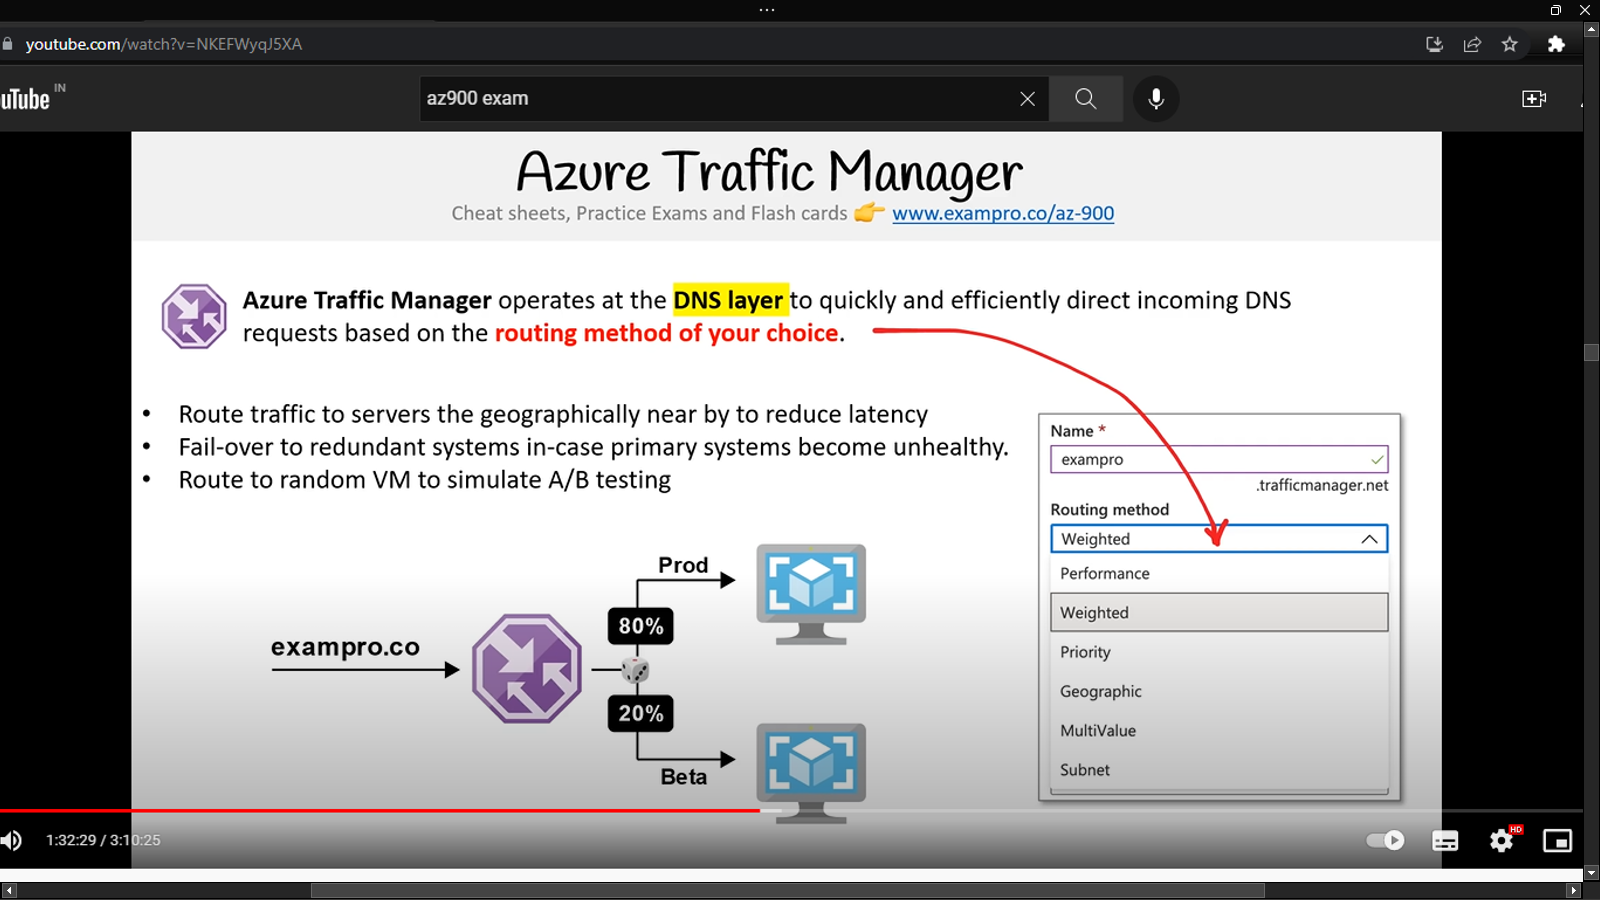 youtube.com/watch?v=NKEFWyqJ5XA
uTube IN
az900 exam
Azure Traffic Manager
Cheat sheets, Practice Exams and Flash cards 👉 www.exampro.co/az-900
Azure Traffic Manager operates at the DNS layer to quickly and efficiently direct incoming DNS
requests based on the routing method of your choice.
• Route traffic to servers the geographically near by to reduce latency
• Fail-over to redundant systems in-case primary systems become unhealthy.
• Route to random VM to simulate A/B testing
Name *
exampro
.trafficmanager.net
Routing method
Weighted
Performance
Weighted
Priority
Geographic
MultiValue
Subnet
Prod
80%
exampro.co
20%
Beta
1:32:29 / 3:10:25
HD